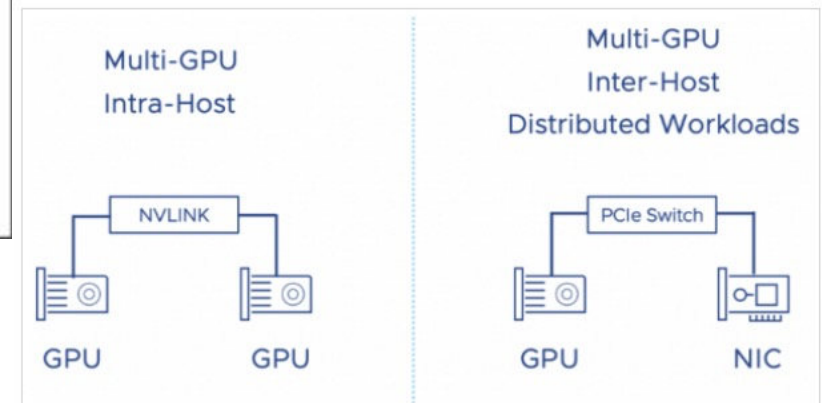 Multi-GPU
Intra-Host
NVLINK
GPU GPU
Multi-GPU
Inter-Host
Distributed Workloads
PCIe Switch
GPU NIC